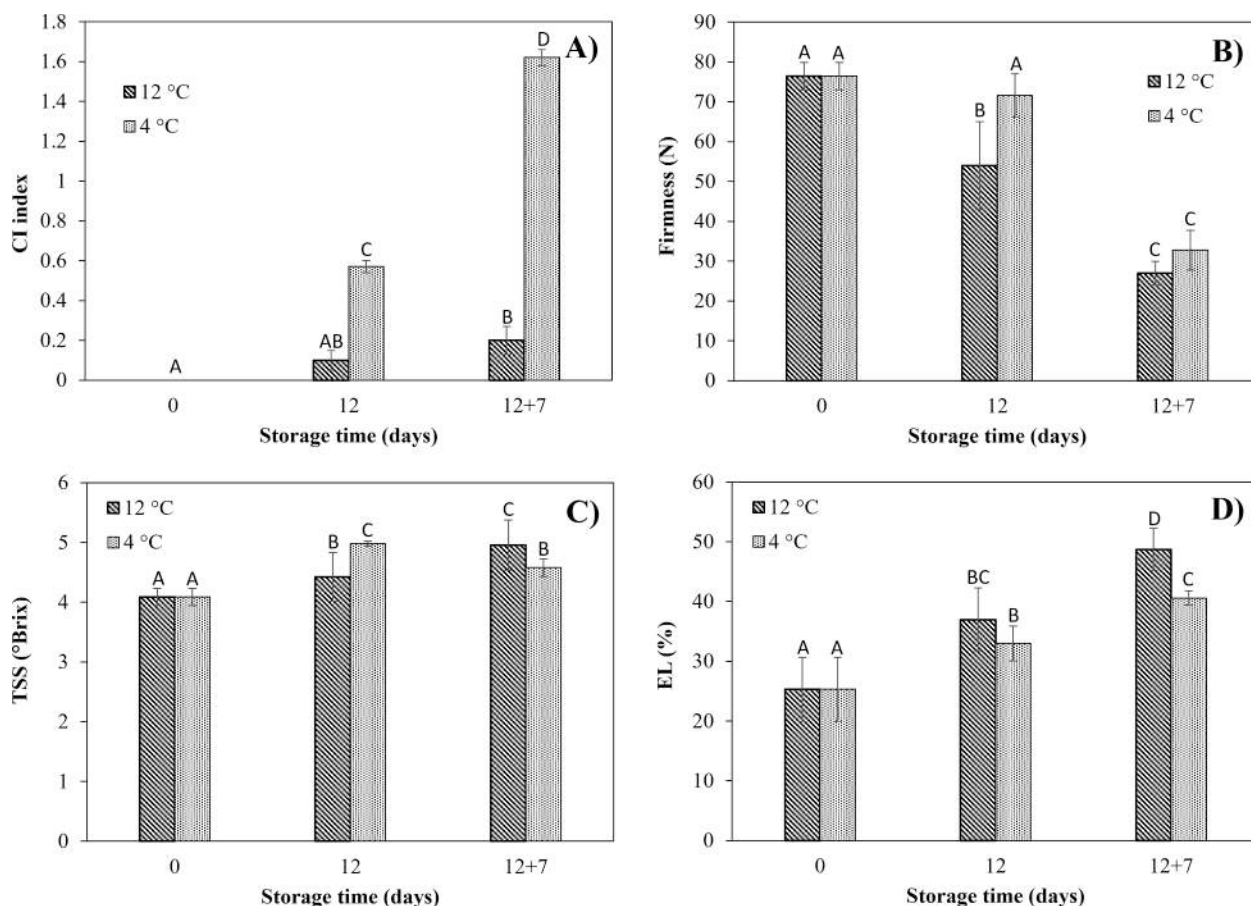 A)
1.8
1.6
1.4
1.2
1
0.8
0.6
0.4
0.2
0
CI index
12 °C
4 °C
A
AB
C
B
D
0
12
12+7
Storage time (days)
B)
90
80
70
60
50
40
30
20
10
0
Firmness (N)
12 °C
4 °C
A
A
B
A
C
C
0
12
12+7
Storage time (days)
C)
6
5
4
3
2
1
0
TSS (°Brix)
12 °C
4 °C
A
A
B
C
C
B
0
12
12+7
Storage time (days)
D)
60
50
40
30
20
10
0
EL (%)
12 °C
4 °C
A
A
BC
B
D
C
0
12
12+7
Storage time (days)